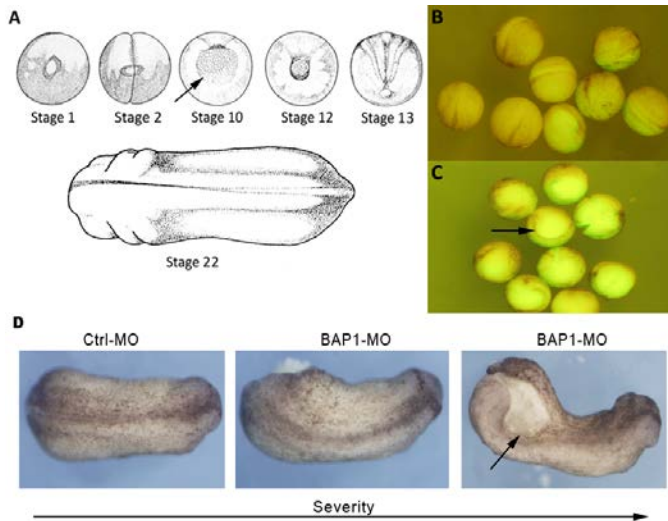 A
Stage 1
Stage 2
Stage 10
Stage 12
Stage 13
Stage 22
B
C
D
Ctrl-MO
BAP1-MO
BAP1-MO
Severity